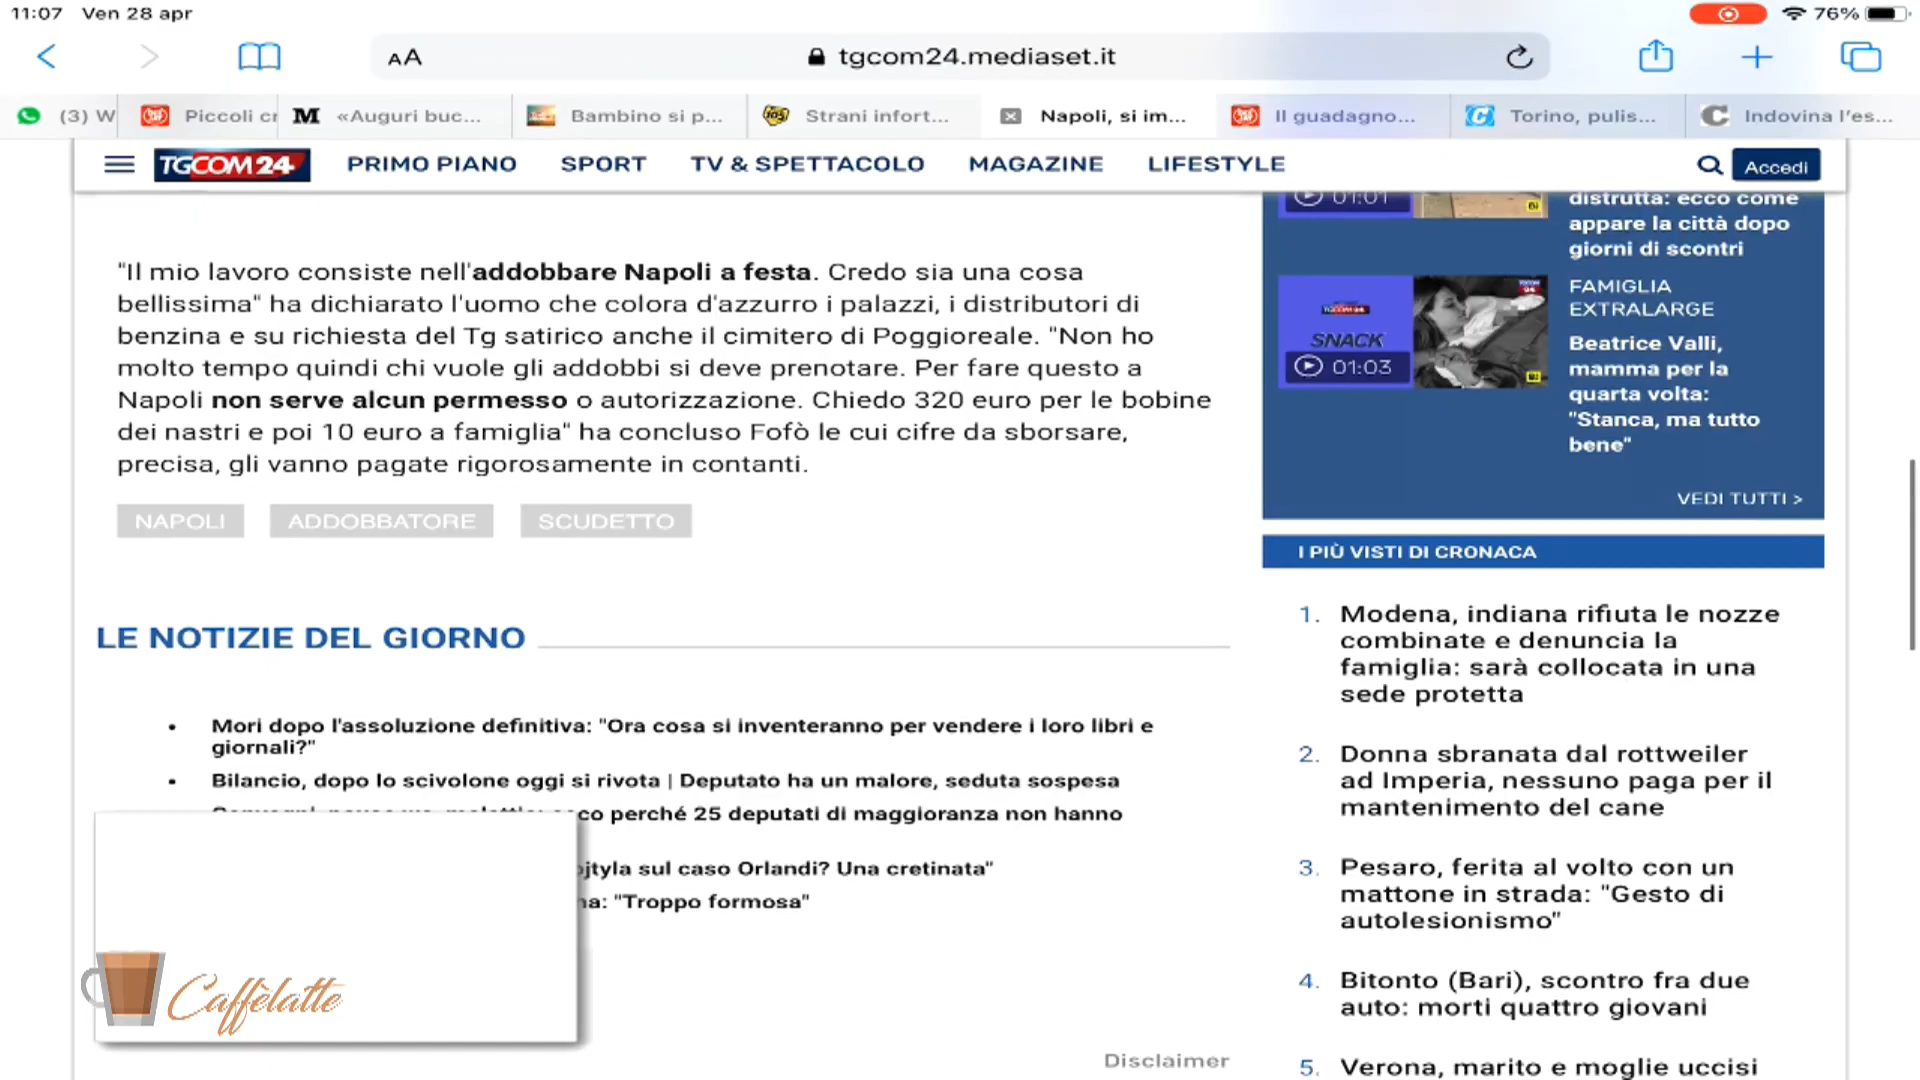 11:07 Ven 28 apr
76%
AA
tgcom24.mediaset.it
(3) W
Piccoli cr
«Auguri buc...
Bambino si p...
Strani infort...
Napoli, si im...
Il guadagno...
Torino, pulis...
Indovina l'es...
TGCOM24
PRIMO PIANO
SPORT
TV & SPETTACOLO
MAGAZINE
LIFESTYLE
Accedi
"Il mio lavoro consiste nell'addobbare Napoli a festa. Credo sia una cosa
bellissima" ha dichiarato l'uomo che colora d'azzurro i palazzi, i distributori di
benzina e su richiesta del Tg satirico anche il cimitero di Poggioreale. "Non ho
molto tempo quindi chi vuole gli addobbi si deve prenotare. Per fare questo a
Napoli non serve alcun permesso o autorizzazione. Chiedo 320 euro per le bobine
dei nastri e poi 10 euro a famiglia" ha concluso Fofò le cui cifre da sborsare,
precisa, gli vanno pagate rigorosamente in contanti.
NAPOLI
ADDOBBATORE
SCUDETTO
LE NOTIZIE DEL GIORNO
• Mori dopo l'assoluzione definitiva: "Ora cosa si inventeranno per vendere i loro libri e
giornali?"
• Bilancio, dopo lo scivolone oggi si rivota | Deputato ha un malore, seduta sospesa
perché 25 deputati di maggioranza non hanno
sul caso Orlandi? Una cretinata"
"Troppo formosa"
Caffèlatte
Disclaimer
01:01
distrutta: ecco come
appare la città dopo
giorni di scontri
SNACK
01:03
FAMIGLIA
EXTRALARGE
Beatrice Valli,
mamma per la
quarta volta:
"Stanca, ma tutto
bene"
VEDI TUTTI >
I PIÙ VISTI DI CRONACA
1. Modena, indiana rifiuta le nozze
combinate e denuncia la
famiglia: sarà collocata in una
sede protetta
2. Donna sbranata dal rottweiler
ad Imperia, nessuno paga per il
mantenimento del cane
3. Pesaro, ferita al volto con un
mattone in strada: "Gesto di
autolesionismo"
4. Bitonto (Bari), scontro fra due
auto: morti quattro giovani
5. Verona, marito e moglie uccisi